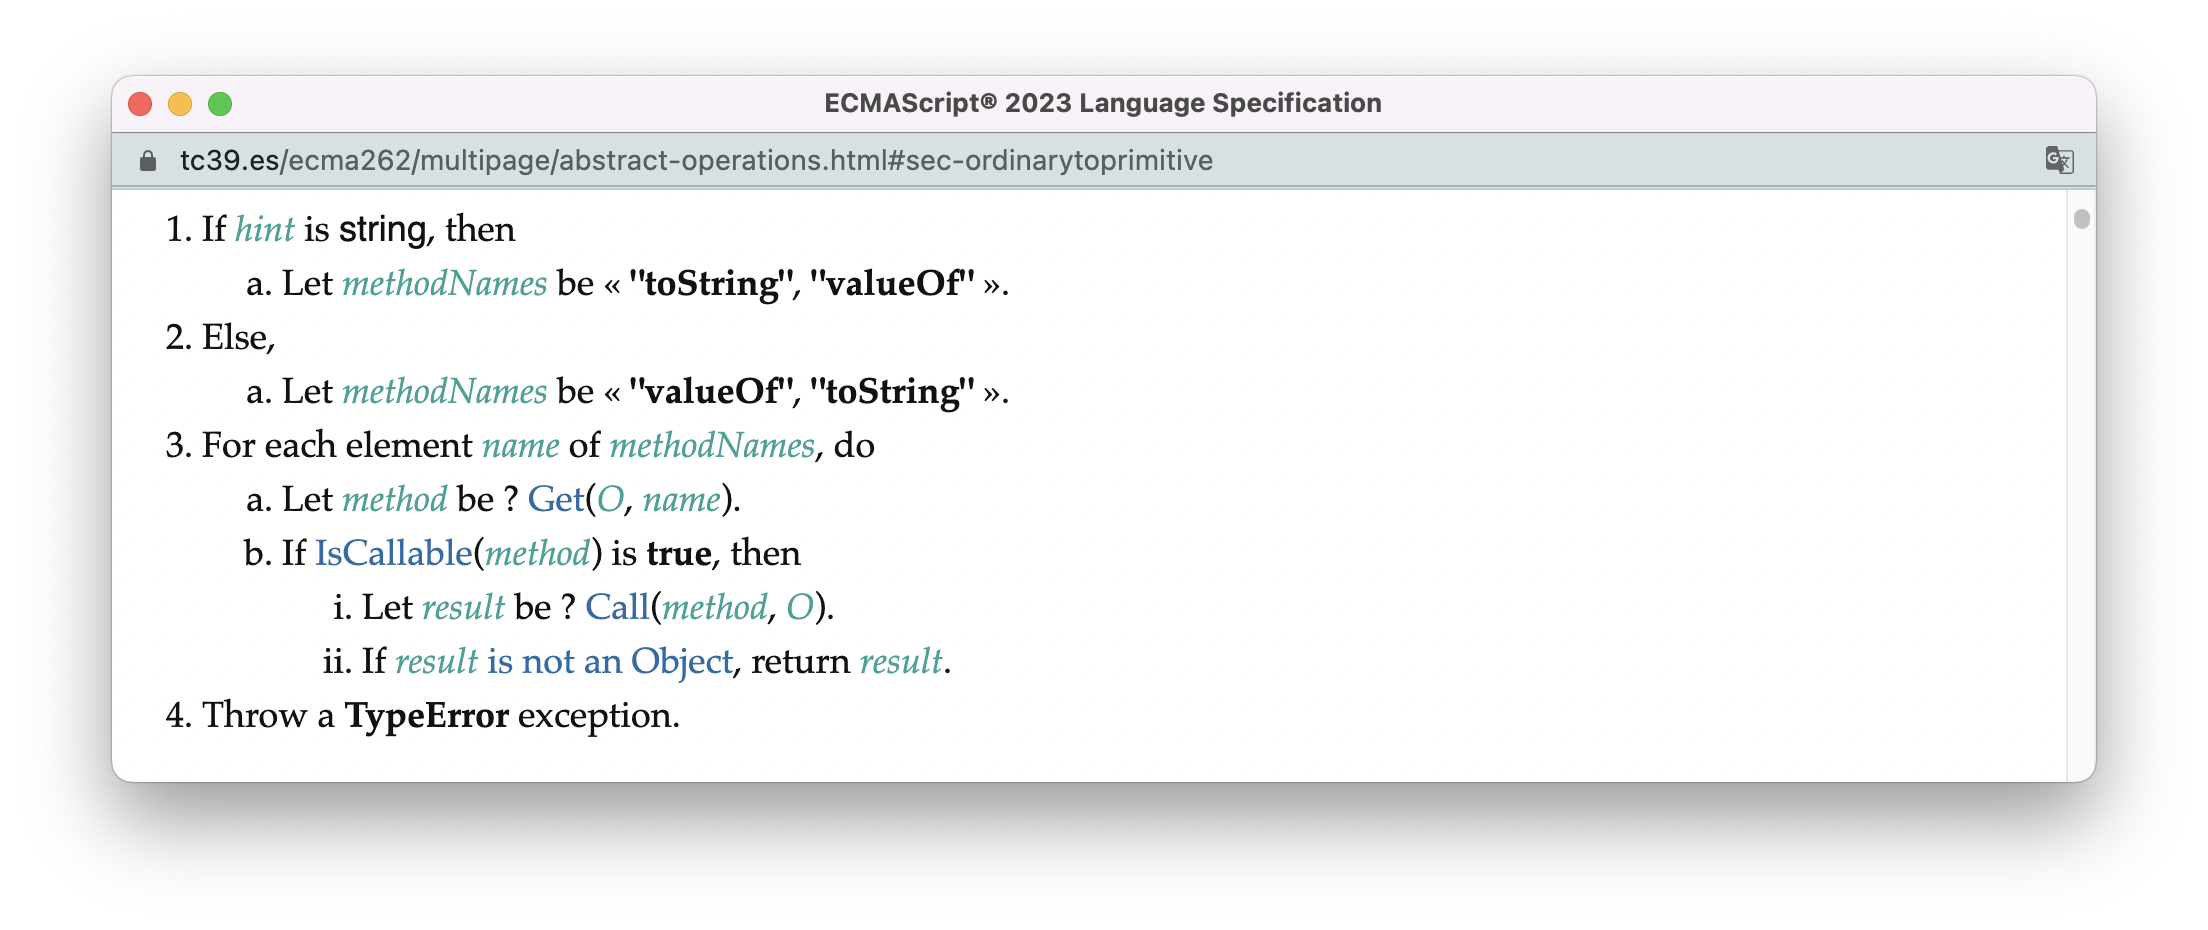 ECMAScript® 2023 Language Specification
tc39.es/ecma262/multipage/abstract-operations.html#sec-ordinarytoprimitive
1. If hint is string, then
a. Let methodNames be « "toString", "valueOf" ».
2. Else,
a. Let methodNames be « "valueOf", "toString" ».
3. For each element name of methodNames, do
a. Let method be ? Get(O, name).
b. If IsCallable(method) is true, then
i. Let result be ? Call(method, O).
ii. If result is not an Object, return result.
4. Throw a TypeError exception.